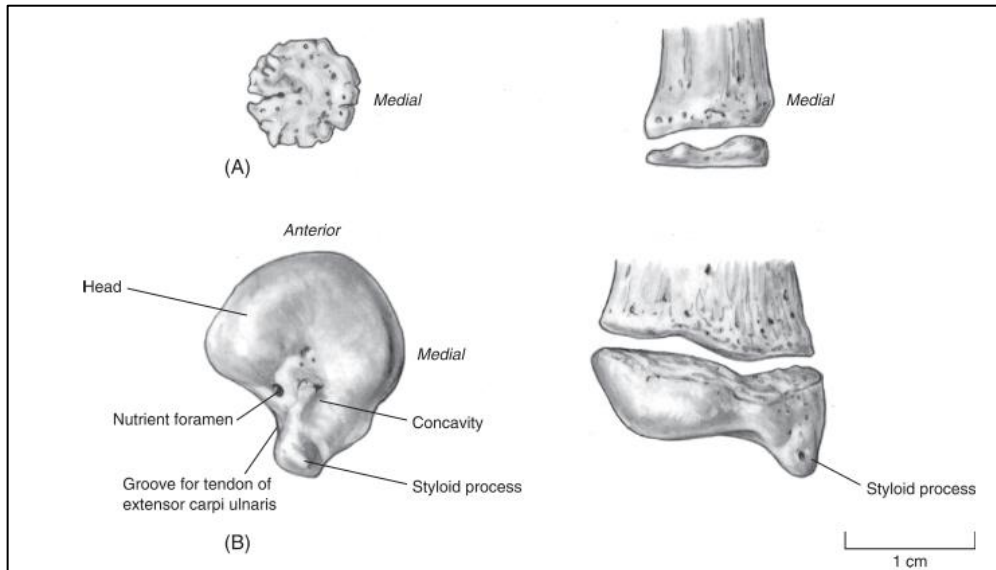 Medial
Medial
(A)
Anterior
Head
Medial
Nutrient foramen
Concavity
Groove for tendon of
extensor carpi ulnaris
Styloid process
Styloid process
(B)
1 cm